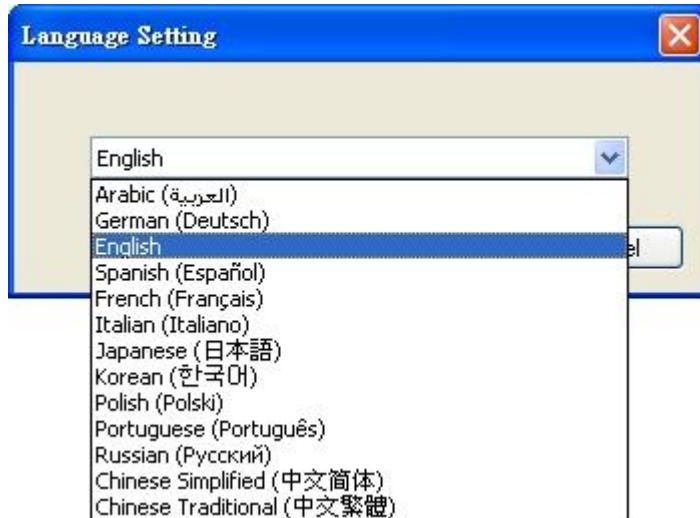 Language Setting
English
Arabic (العربية)
German (Deutsch)
English
Spanish (Español)
French (Français)
Italian (Italiano)
Japanese (日本語)
Korean (한국어)
Polish (Polski)
Portuguese (Português)
Russian (Русский)
Chinese Simplified (中文简体)
Chinese Traditional (中文繁體)